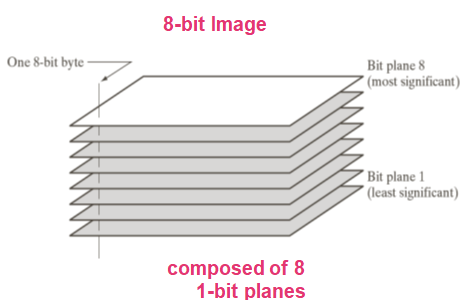 8-bit Image
One 8-bit byte
Bit plane 8
(most significant)
Bit plane 1
(least significant)
composed of 8
1-bit planes